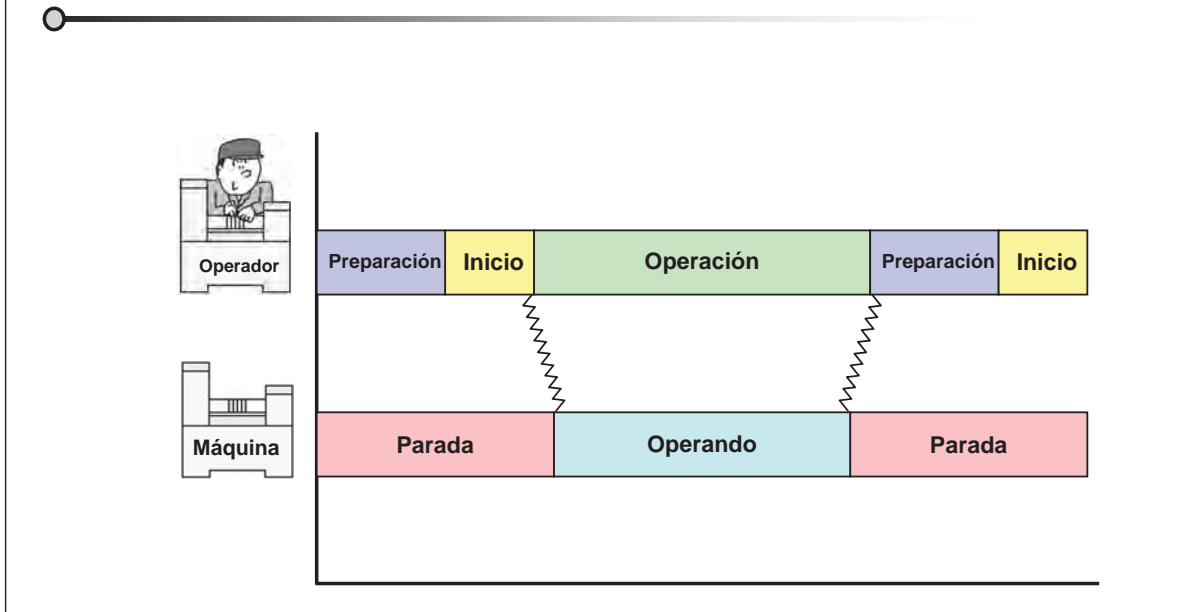 Operador
Preparación Inicio Operación Preparación Inicio
Máquina
Parada Operando Parada